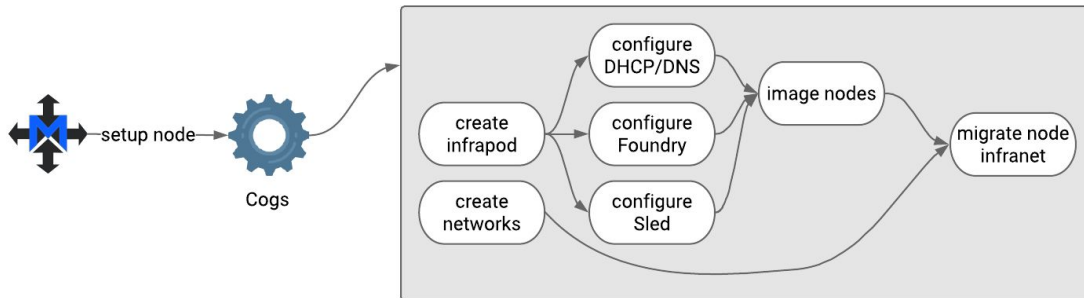 setup node
Cogs
create
infrapod
create
networks
configure
DHCP/DNS
configure
Foundry
configure
Sled
image nodes
migrate node
infranet